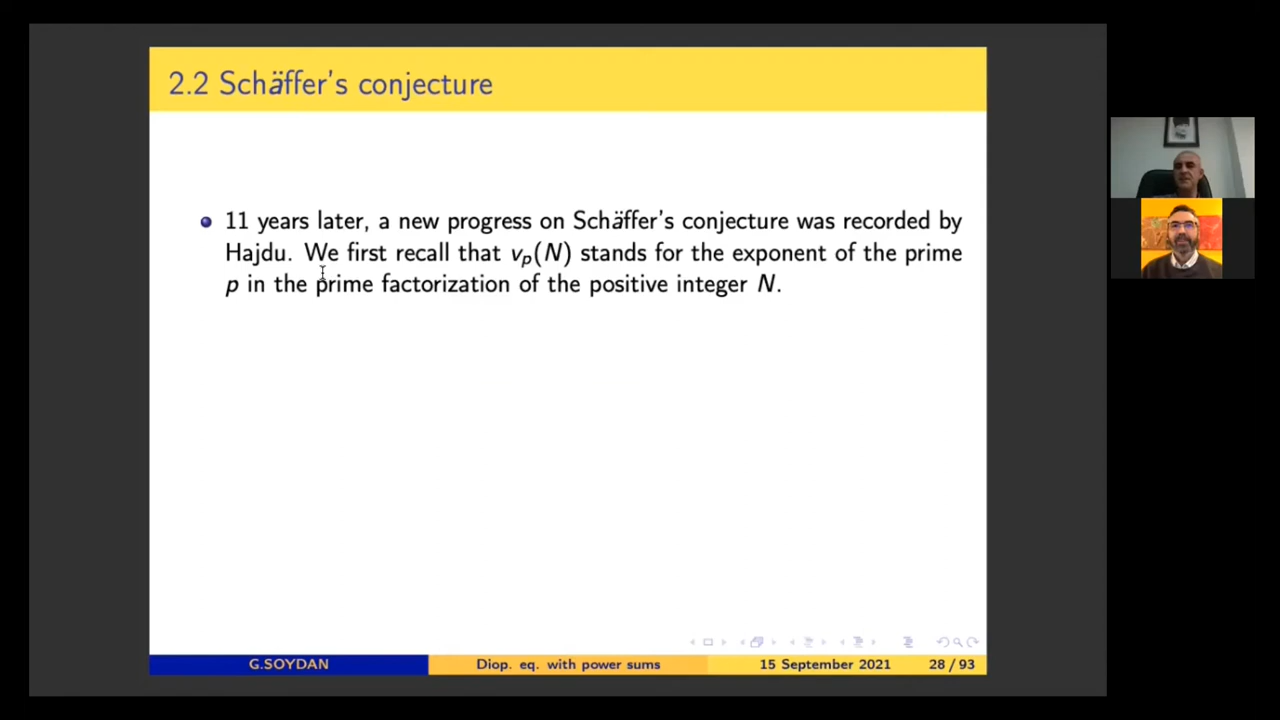 2.2 Schäffer's conjecture
11 years later, a new progress on Schäffer's conjecture was recorded by
Hajdu. We first recall that vₚ(N) stands for the exponent of the prime
p in the prime factorization of the positive integer N.
G.SOYDAN Diop. eq. with power sums 15 September 2021 28 / 93